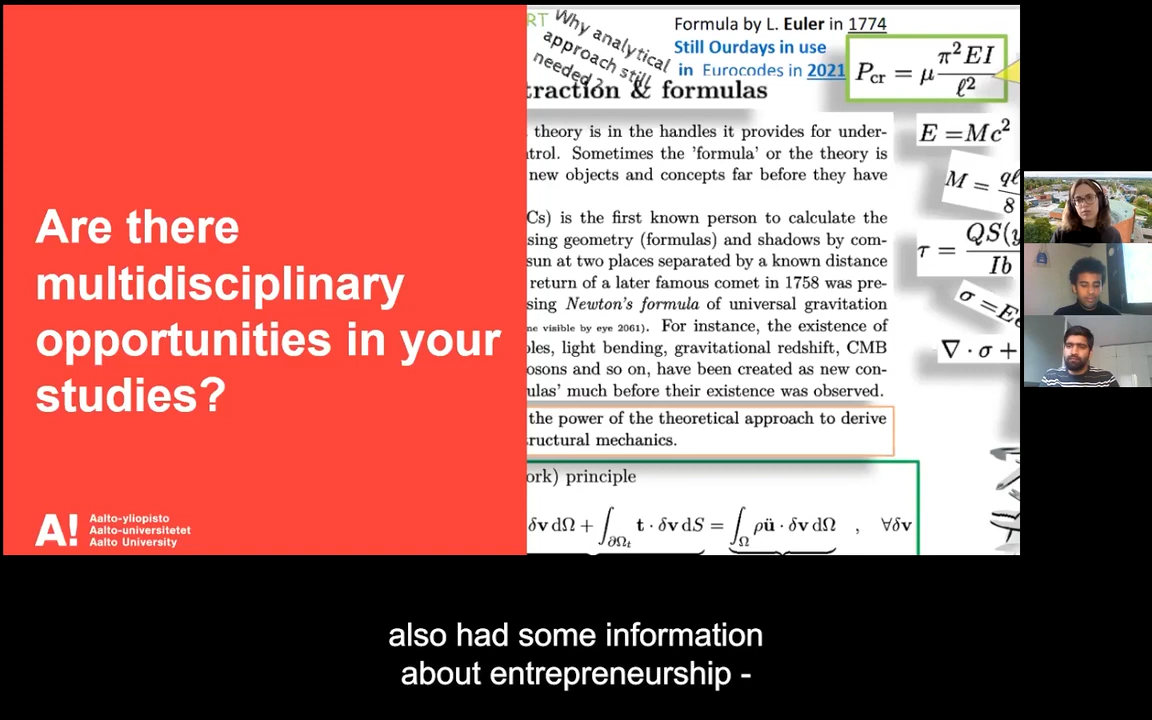 Are there
multidisciplinary
opportunities in your
studies?
A!
Aalto-yliopisto
Aalto-universitetet
Aalto University
RT
Why analytical
approach still
needed?
Formula by L. Euler in 1774
Still Ourdays in use
in Eurocodes in 2021
P_cr = μ π²EI / ℓ²
traction & formulas
theory is in the handles it provides for under-
trol. Sometimes the 'formula' or the theory is
new objects and concepts far before they have
Cs) is the first known person to calculate the
sing geometry (formulas) and shadows by com-
sun at two places separated by a known distance
return of a later famous comet in 1758 was pre-
sing Newton's formula of universal gravitation
ne visible by eye 2061). For instance, the existence of
les, light bending, gravitational redshift, CMB
osons and so on, have been created as new con-
ulas' much before their existence was observed.
the power of the theoretical approach to derive
ructural mechanics.
ork) principle
δv dΩ + ∫_∂Ωt t · δv dS = ∫_Ω ρü · δv dΩ , ∀δv
E =Mc²
M = qℓ / 8
τ = QS(y / Ib
σ =E
∇ · σ +
also had some information
about entrepreneurship -